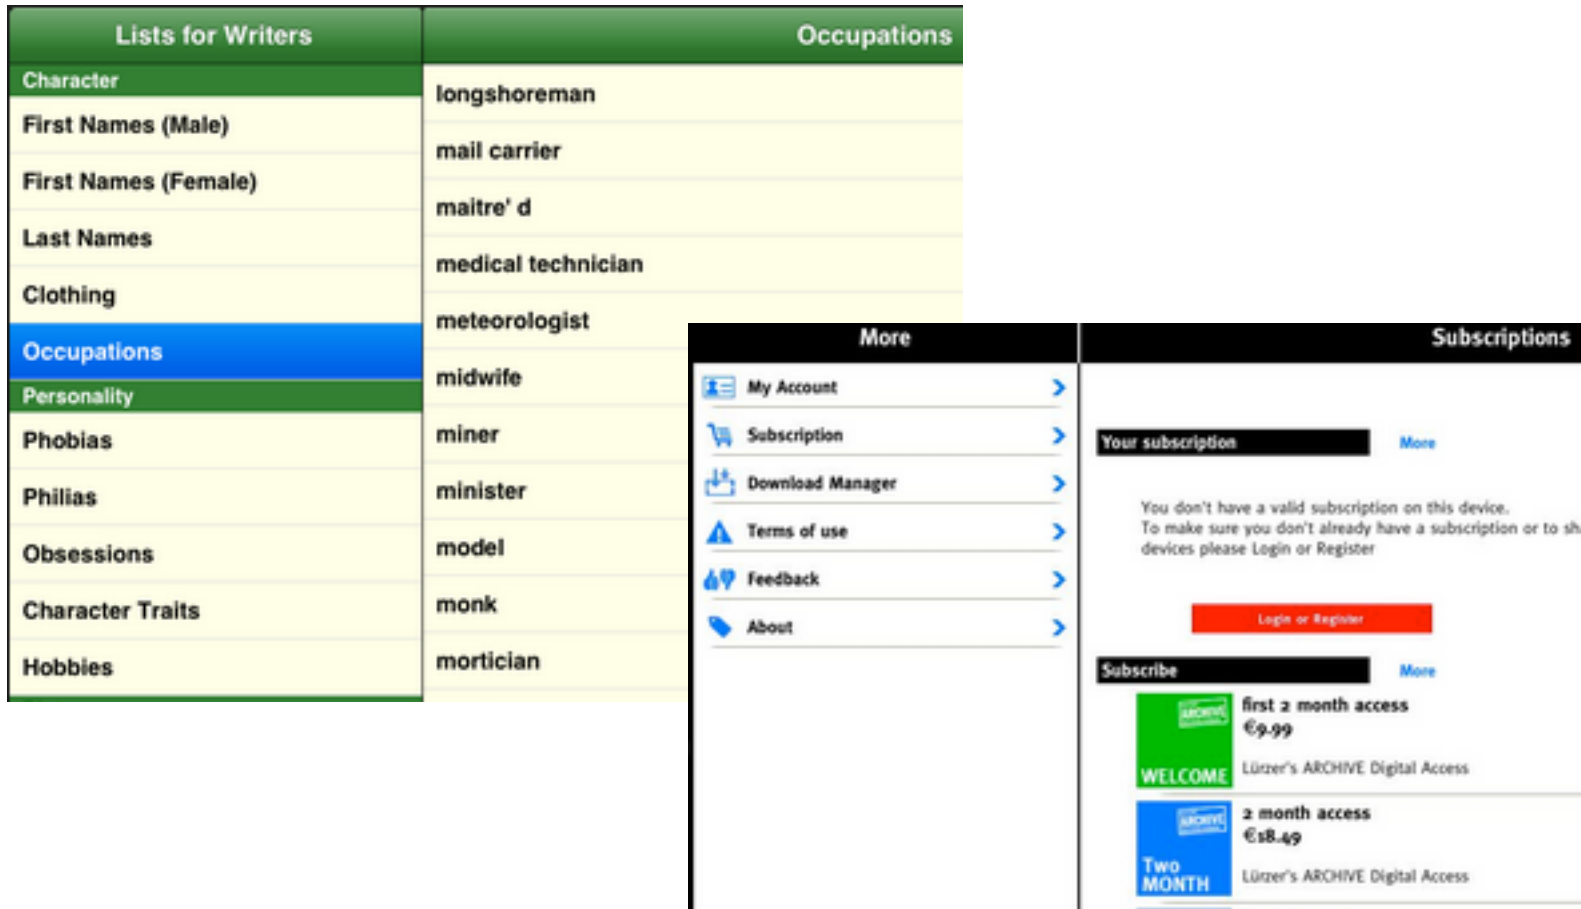 Lists for Writers
Character
First Names (Male)
First Names (Female)
Last Names
Clothing
Occupations
Personality
Phobias
Philias
Obsessions
Character Traits
Hobbies
Occupations
longshoreman
mail carrier
maitre' d
medical technician
meteorologist
midwife
miner
minister
model
monk
mortician
More
My Account
Subscription
Download Manager
Terms of use
Feedback
About
Subscriptions
Your subscription More
You don't have a valid subscription on this device.
To make sure you don't already have a subscription or to
devices please Login or Register
Login or Register
Subscribe More
ARCHIVE
WELCOME
first 2 month access
€9.99
Lürzer's ARCHIVE Digital Access
ARCHIVE
Two
MONTH
2 month access
€18.49
Lürzer's ARCHIVE Digital Access